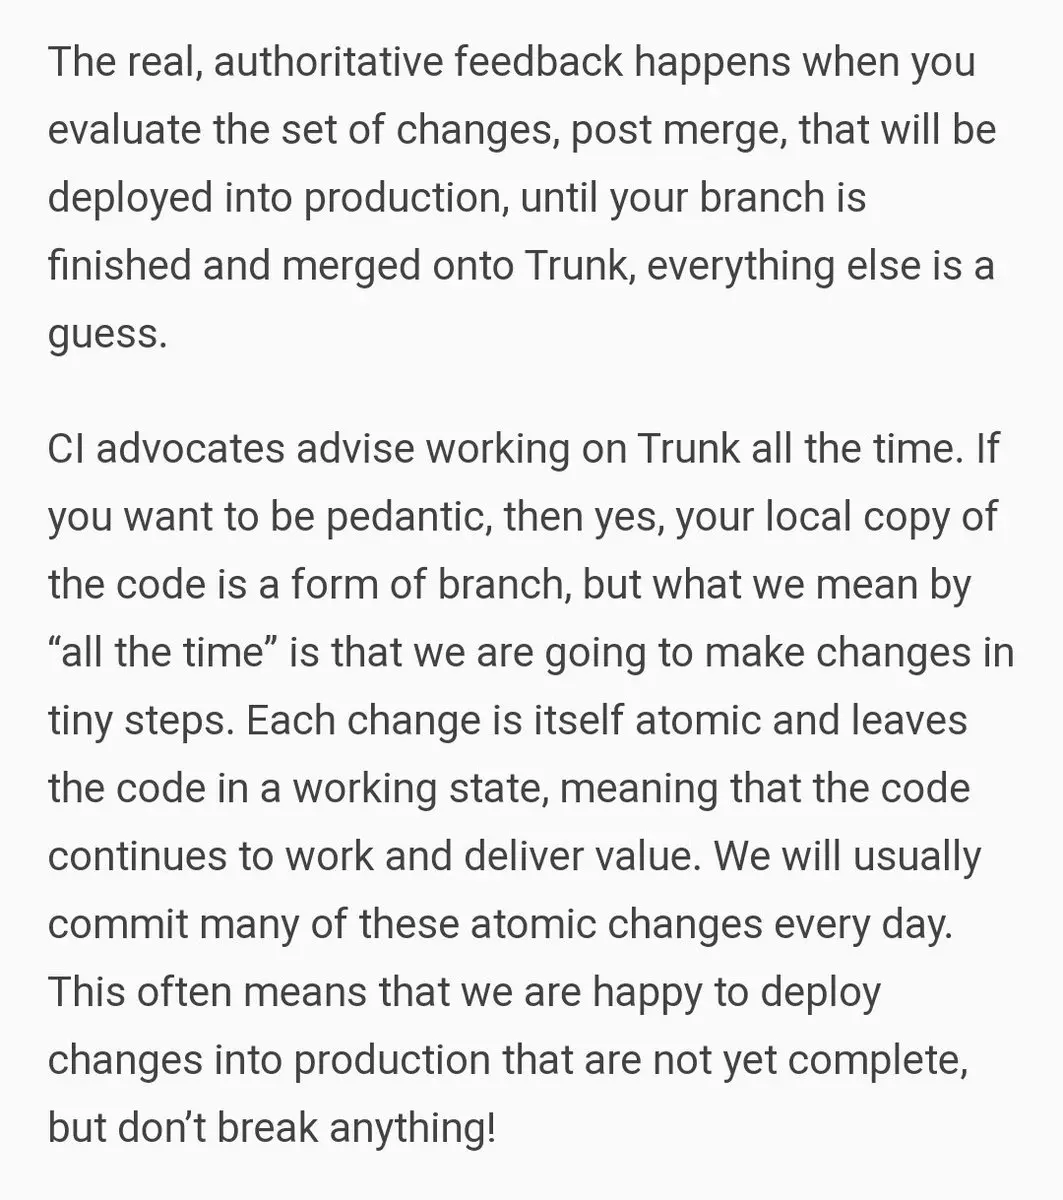 The real, authoritative feedback happens when you
evaluate the set of changes, post merge, that will be
deployed into production, until your branch is
finished and merged onto Trunk, everything else is a
guess.
CI advocates advise working on Trunk all the time. If
you want to be pedantic, then yes, your local copy of
the code is a form of branch, but what we mean by
“all the time” is that we are going to make changes in
tiny steps. Each change is itself atomic and leaves
the code in a working state, meaning that the code
continues to work and deliver value. We will usually
commit many of these atomic changes every day.
This often means that we are happy to deploy
changes into production that are not yet complete,
but don’t break anything!